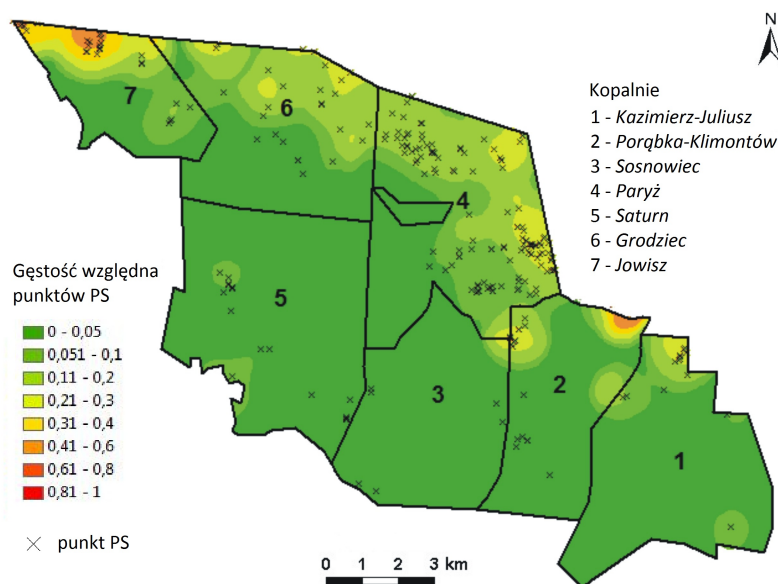 N
Kopalnie
1 - Kazimierz-Juliusz
2 - Porąbka-Klimontów
3 - Sosnowiec
4 - Paryż
5 - Saturn
6 - Grodziec
7 - Jowisz
7
6
4
5
3
2
1
Gęstość względna
punktów PS
0 - 0,05
0,051 - 0,1
0,11 - 0,2
0,21 - 0,3
0,31 - 0,4
0,41 - 0,6
0,61 - 0,8
0,81 - 1
punkt PS
0 1 2 3 km